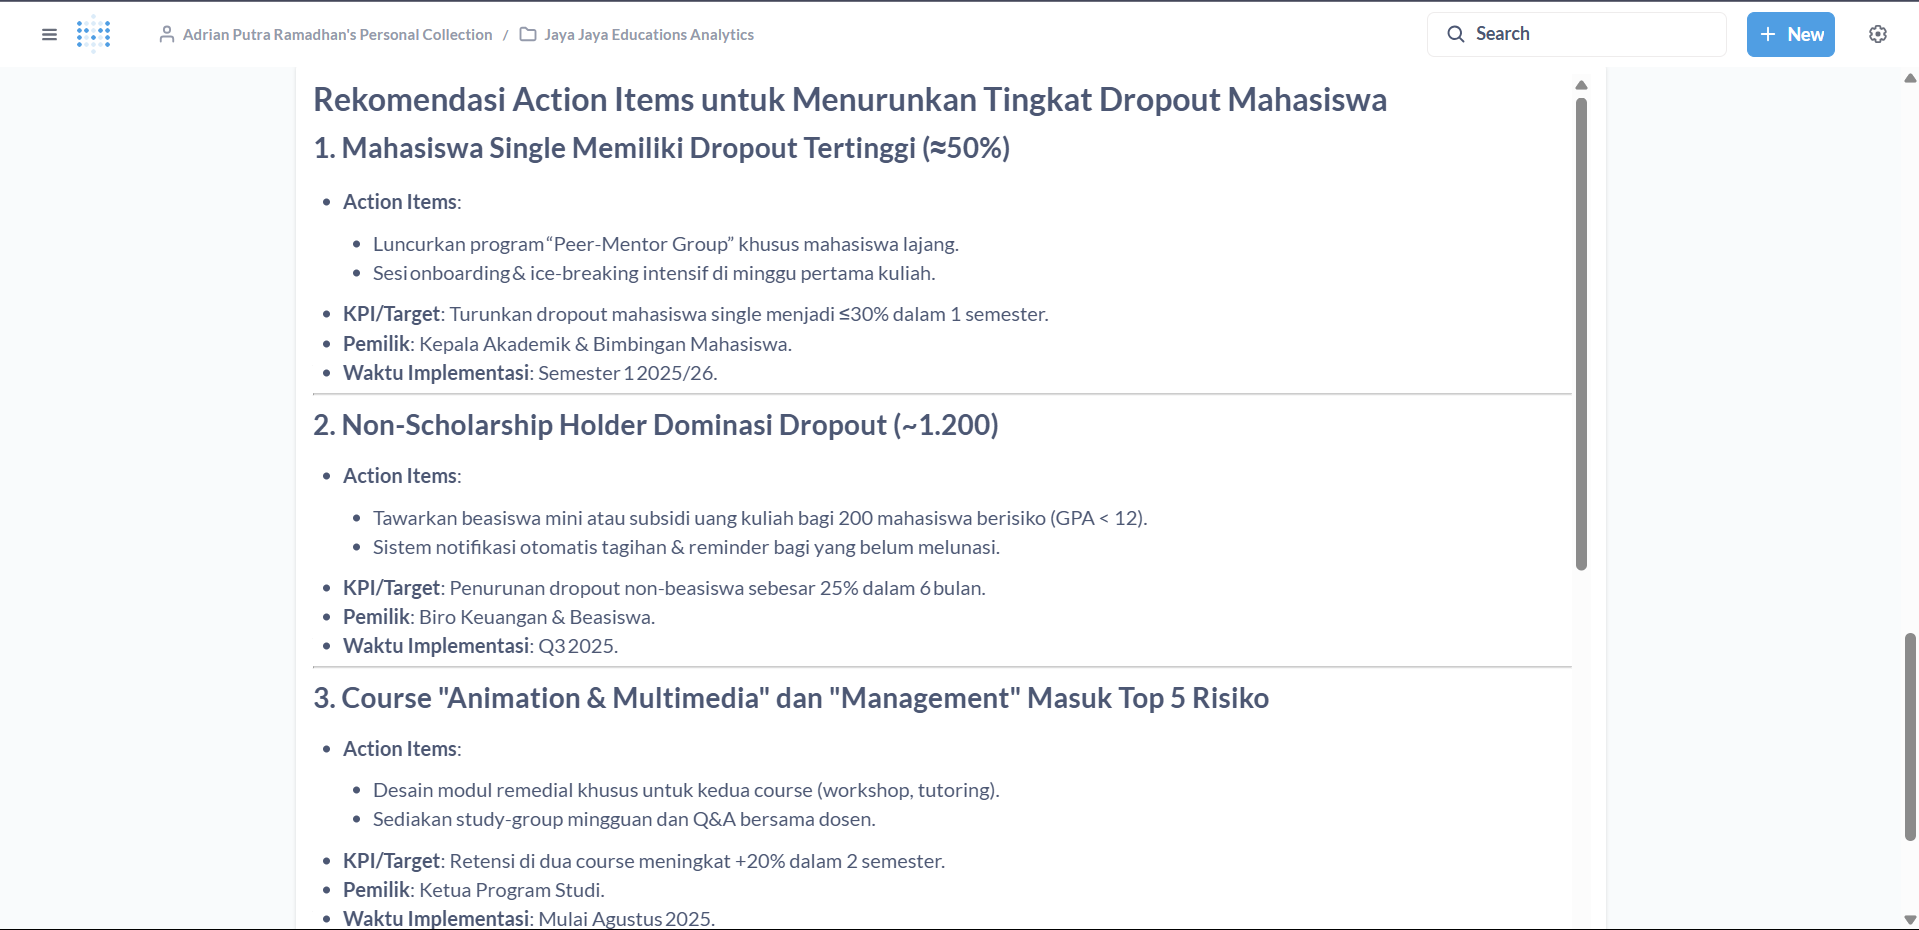 Adrian Putra Ramadhan's Personal Collection / Jaya Jaya Educations Analytics
Search
+ New
Rekomendasi Action Items untuk Menurunkan Tingkat Dropout Mahasiswa
1. Mahasiswa Single Memiliki Dropout Tertinggi (≈50%)
• Action Items:
• Luncurkan program “Peer-Mentor Group” khusus mahasiswa lajang.
• Sesi onboarding & ice-breaking intensif di minggu pertama kuliah.
• KPI/Target: Turunkan dropout mahasiswa single menjadi ≤30% dalam 1 semester.
• Pemilik: Kepala Akademik & Bimbingan Mahasiswa.
• Waktu Implementasi: Semester 1 2025/26.
2. Non-Scholarship Holder Dominasi Dropout (~1.200)
• Action Items:
• Tawarkan beasiswa mini atau subsidi uang kuliah bagi 200 mahasiswa berisiko (GPA < 12).
• Sistem notifikasi otomatis tagihan & reminder bagi yang belum melunasi.
• KPI/Target: Penurunan dropout non-beasiswa sebesar 25% dalam 6 bulan.
• Pemilik: Biro Keuangan & Beasiswa.
• Waktu Implementasi: Q3 2025.
3. Course "Animation & Multimedia" dan "Management" Masuk Top 5 Risiko
• Action Items:
• Desain modul remedial khusus untuk kedua course (workshop, tutoring).
• Sediakan study-group mingguan dan Q&A bersama dosen.
• KPI/Target: Retensi di dua course meningkat +20% dalam 2 semester.
• Pemilik: Ketua Program Studi.
• Waktu Implementasi: Mulai Agustus 2025.